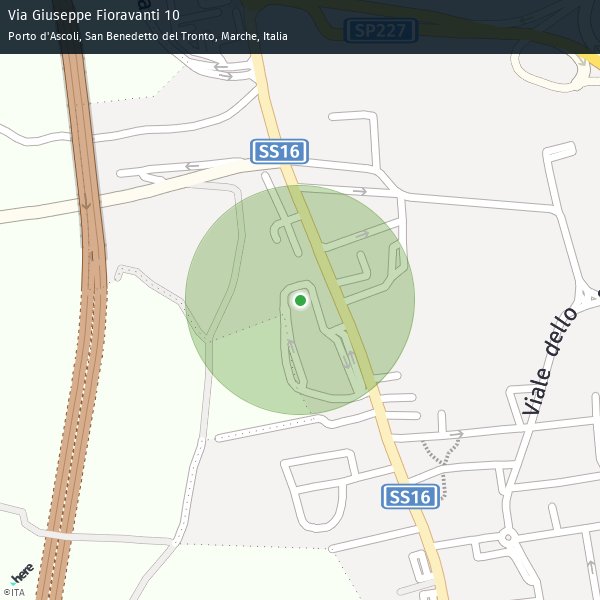 Via Giuseppe Fioravanti 10
Porto d'Ascoli, San Benedetto del Tronto, Marche, Italia
SP227
SS16
Viale dello
SS16
here
©ITA